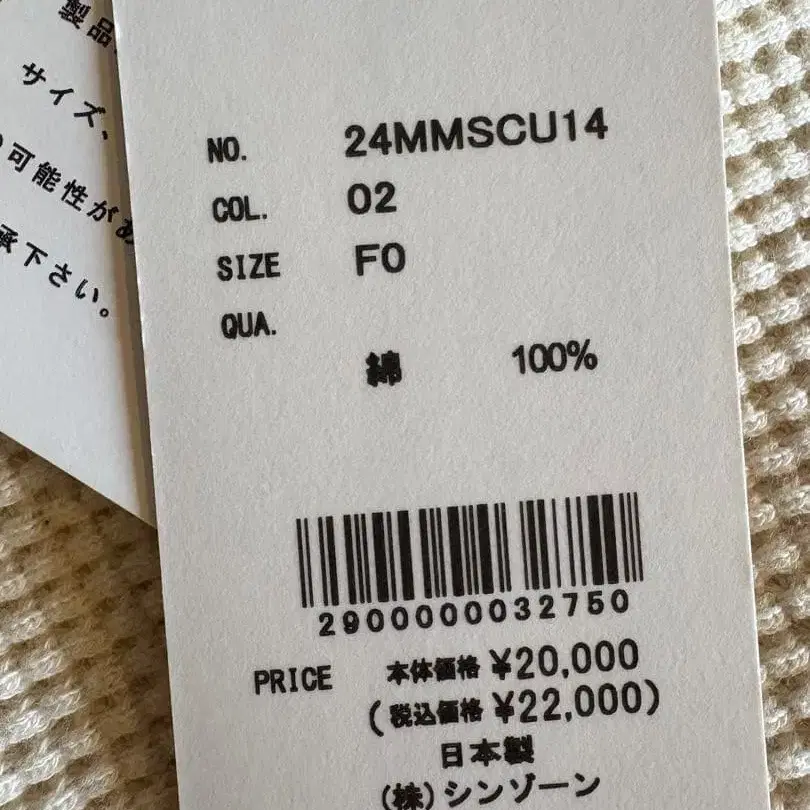 製品
サイズ、
可能性があ
承下さい。
NO. 24MMSCU14
COL. 02
SIZE F0
QUA.
綿 100%
2900000032750
PRICE 本体価格 ¥20,000
(税込価格 ¥22,000)
日本製
(株)シンゾーン